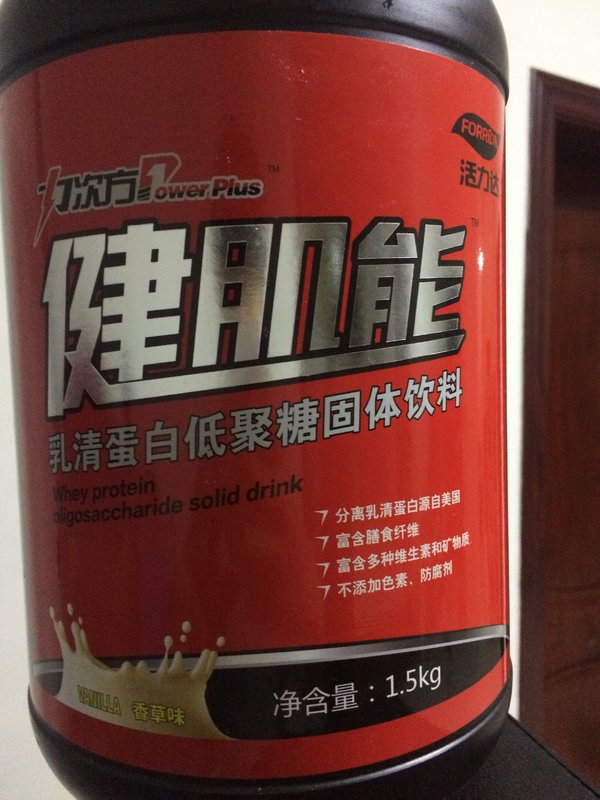 FORRiDA
活力达
力次方Power Plus™
健肌能™
乳清蛋白低聚糖固体饮料
Whey protein
oligosaccharide solid drink
分离乳清蛋白源自美国
富含膳食纤维
富含多种维生素和矿物质
不添加色素、防腐剂
VANILLA 香草味
净含量：1.5kg